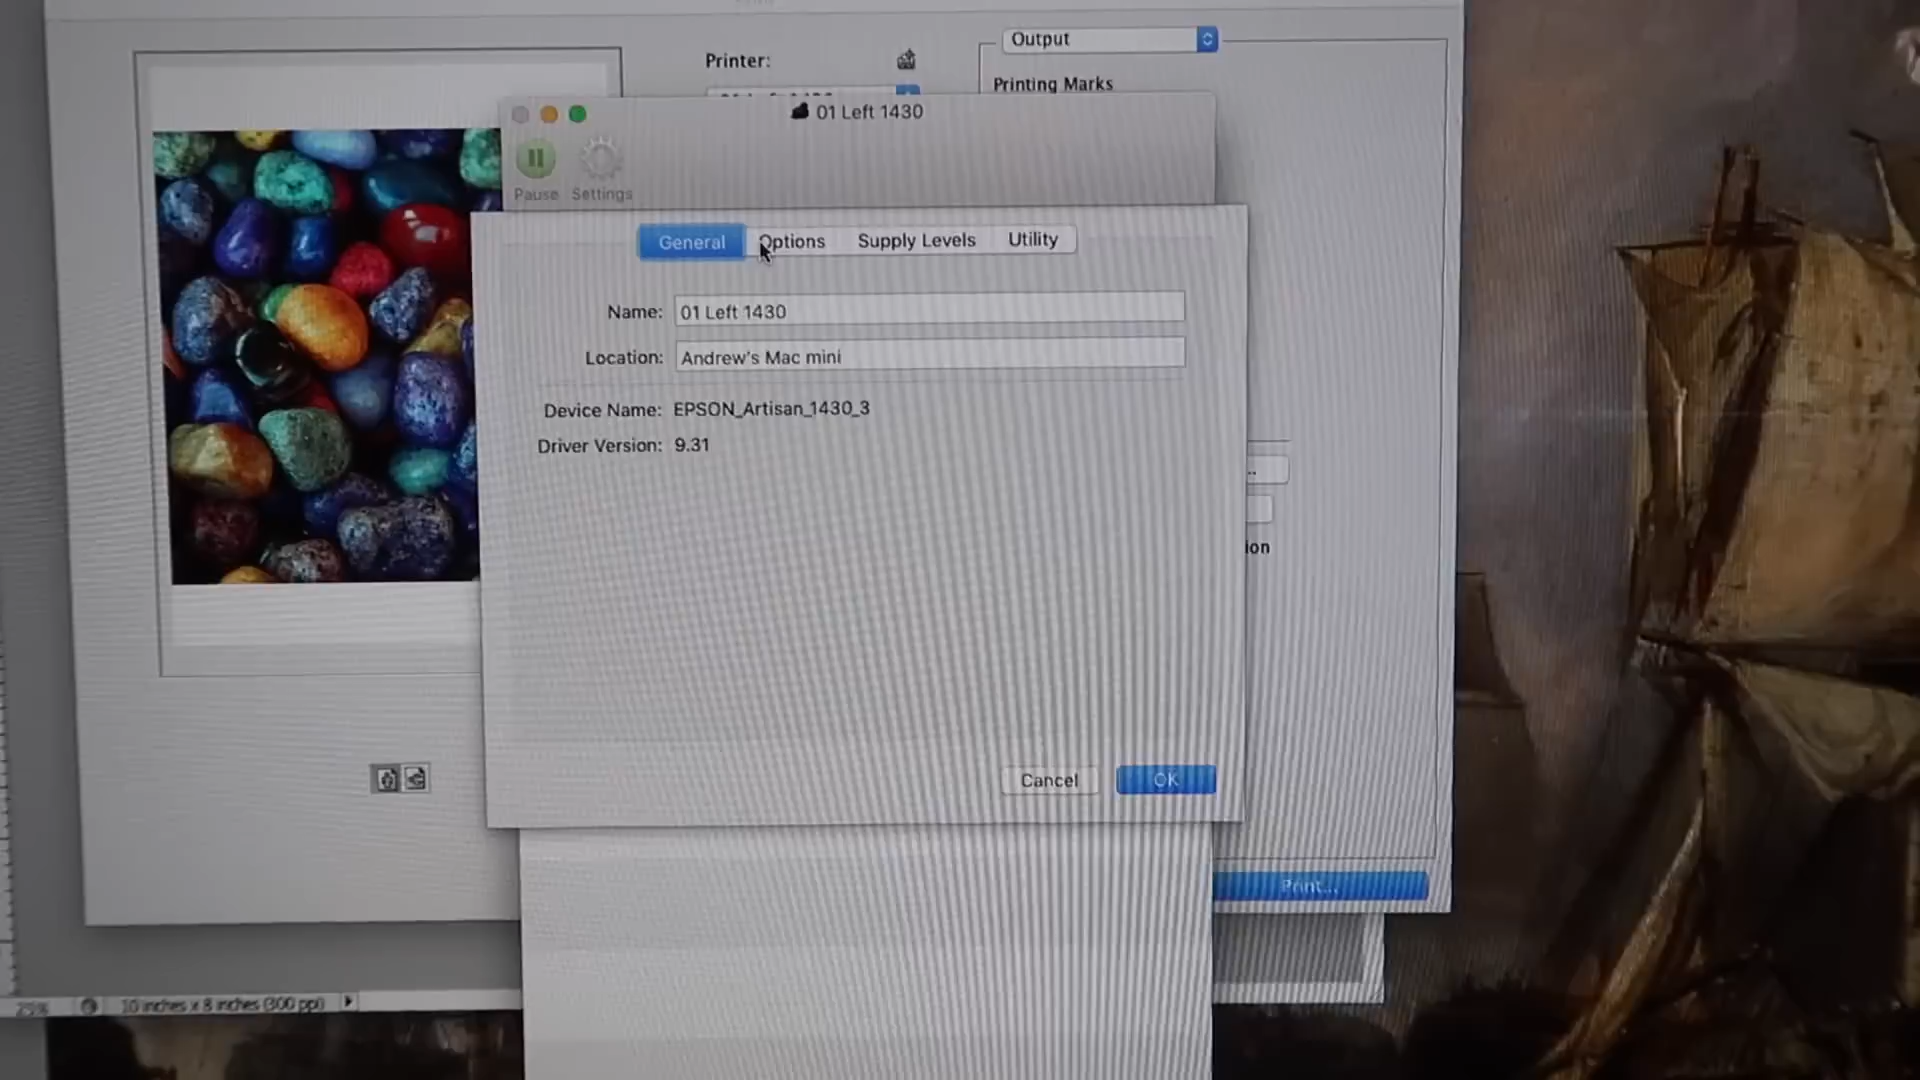 Output
Printer:
Printing Marks
01 Left 1430
Pause Settings
General Options Supply Levels Utility
Name: 01 Left 1430
Location: Andrew's Mac mini
Device Name: EPSON_Artisan_1430_3
Driver Version: 9.31
ion
Cancel OK
Print...
10 inches x 8 inches (300 ppi)